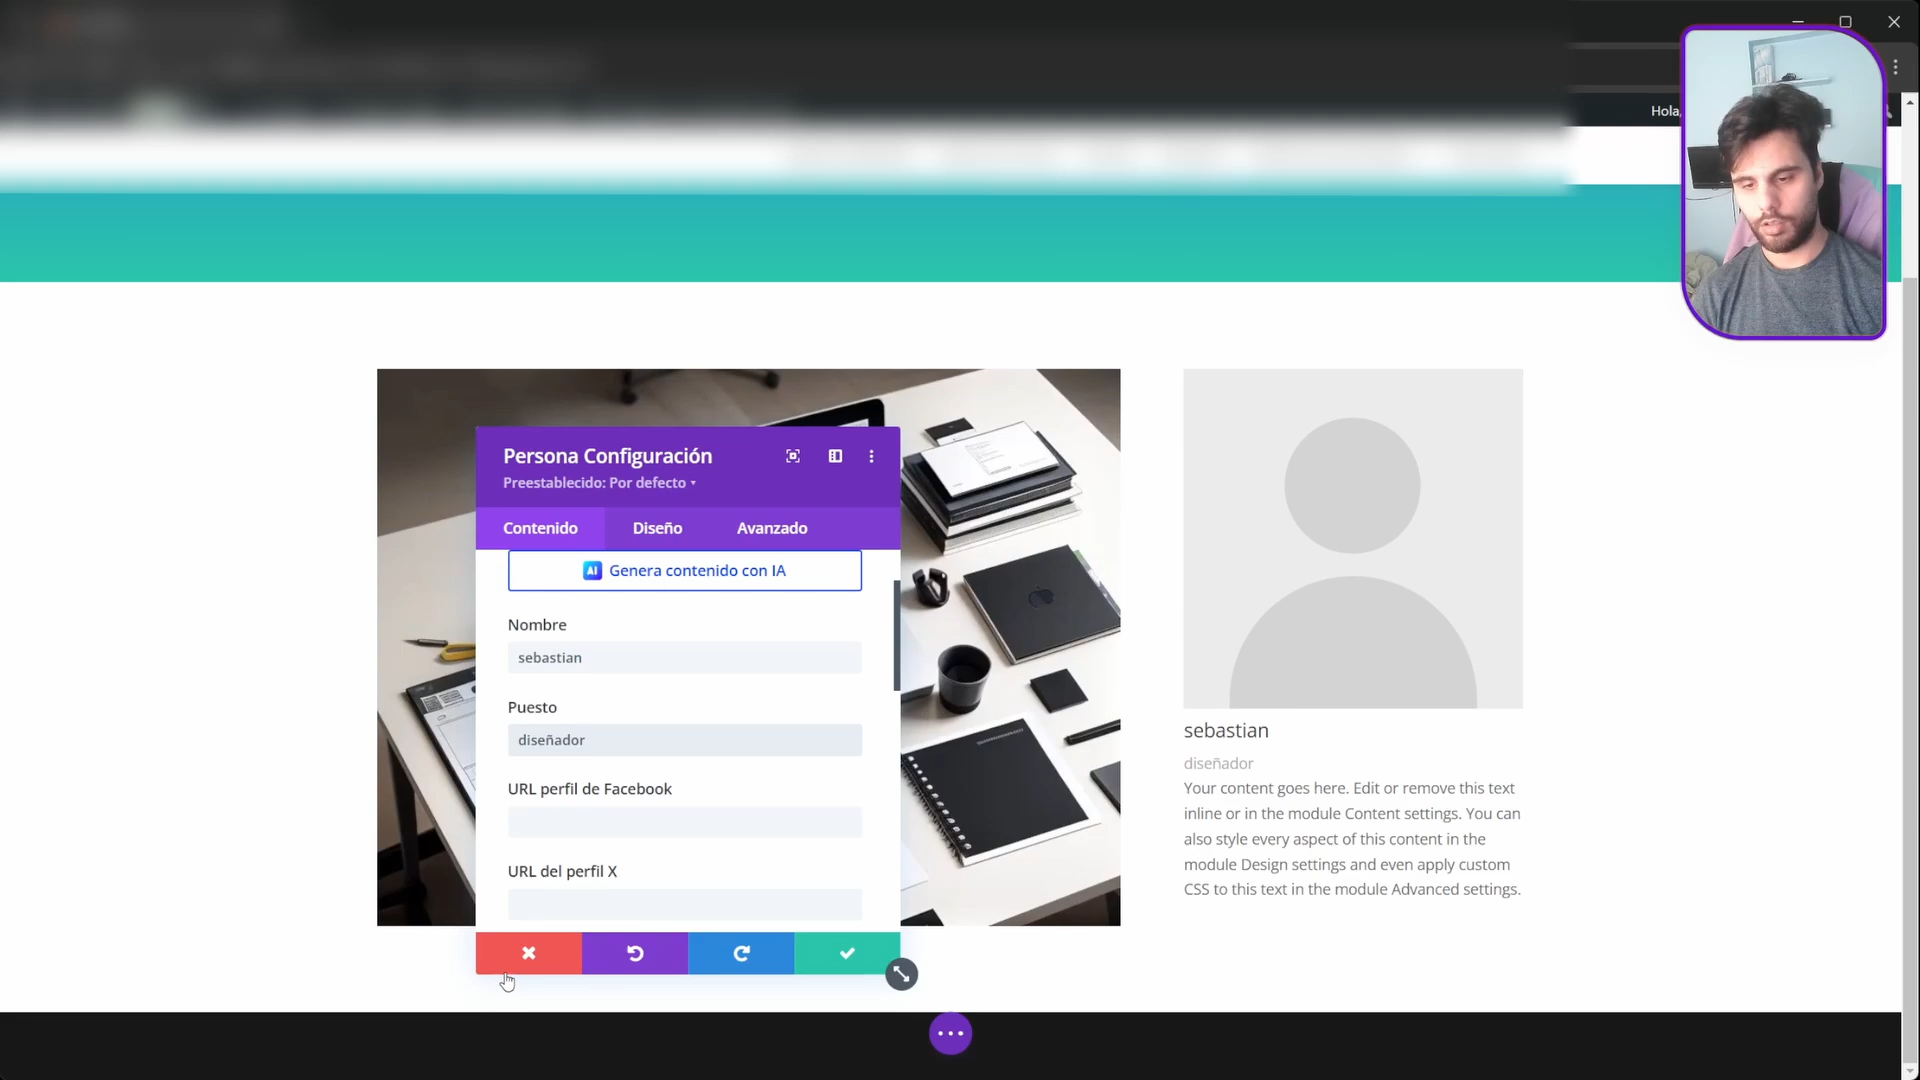 Hola,
Persona Configuración
Preestablecido: Por defecto
Contenido
Diseño
Avanzado
AI Genera contenido con IA
Nombre
sebastian
Puesto
diseñador
URL perfil de Facebook
URL del perfil X
sebastian
diseñador
Your content goes here. Edit or remove this text
inline or in the module Content settings. You can
also style every aspect of this content in the
module Design settings and even apply custom
CSS to this text in the module Advanced settings.